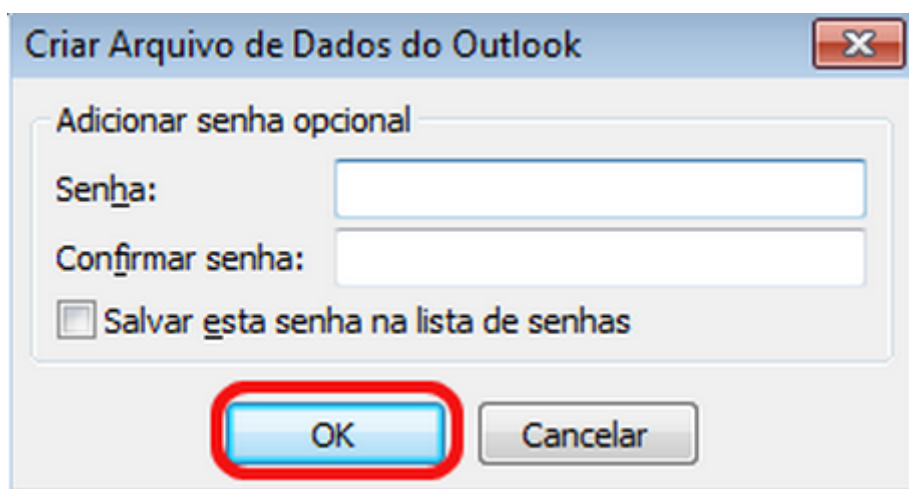 Criar Arquivo de Dados do Outlook
Adicionar senha opcional
Senha:
Confirmar senha:
Salvar esta senha na lista de senhas
OK Cancelar